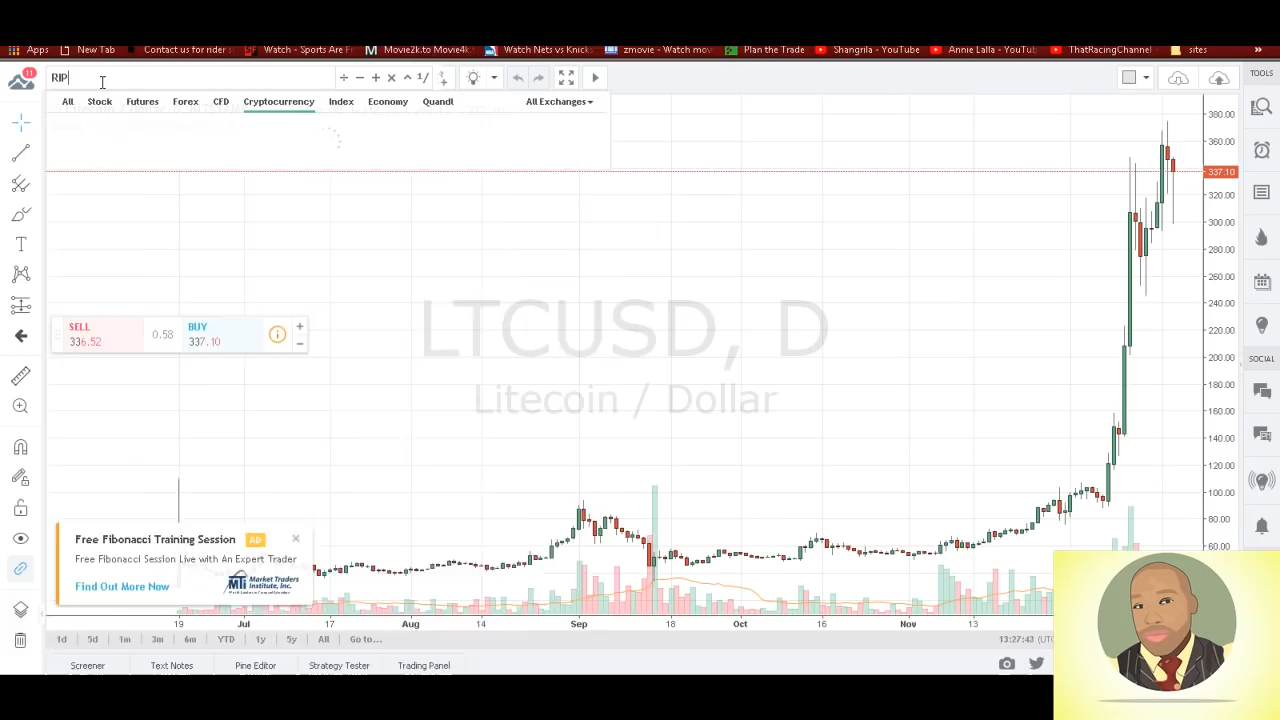 Apps New Tab Contact us for rider s Watch - Sports Are Fr Movie2k.to Movie4k. Watch Nets vs Knicks zmovie - Watch mov Plan the Trade Shangrila - YouTube Annie Lalla - YouTub ThatRacingChannel sites »
11 RIP TOOLS
All Stock Futures Forex CFD Cryptocurrency Index Economy Quandl All Exchanges
380.00
360.00
337.10
320.00
300.00
280.00
260.00
240.00
220.00
200.00
180.00
160.00
140.00
120.00
100.00
80.00
60.00
LTCUSD, D
Litecoin / Dollar
SELL
336.52
0.58
BUY
337.10
SOCIAL
Free Fibonacci Training Session AD
Free Fibonacci Session Live with An Expert Trader
Find Out More Now
MTI Market Traders Institute, Inc.
19 Jul 17 Aug 14 Sep 18 Oct 16 Nov 13
1d 5d 1m 3m 6m YTD 1y 5y All Go to... 13:27:43 (UTC
Screener Text Notes Pine Editor Strategy Tester Trading Panel